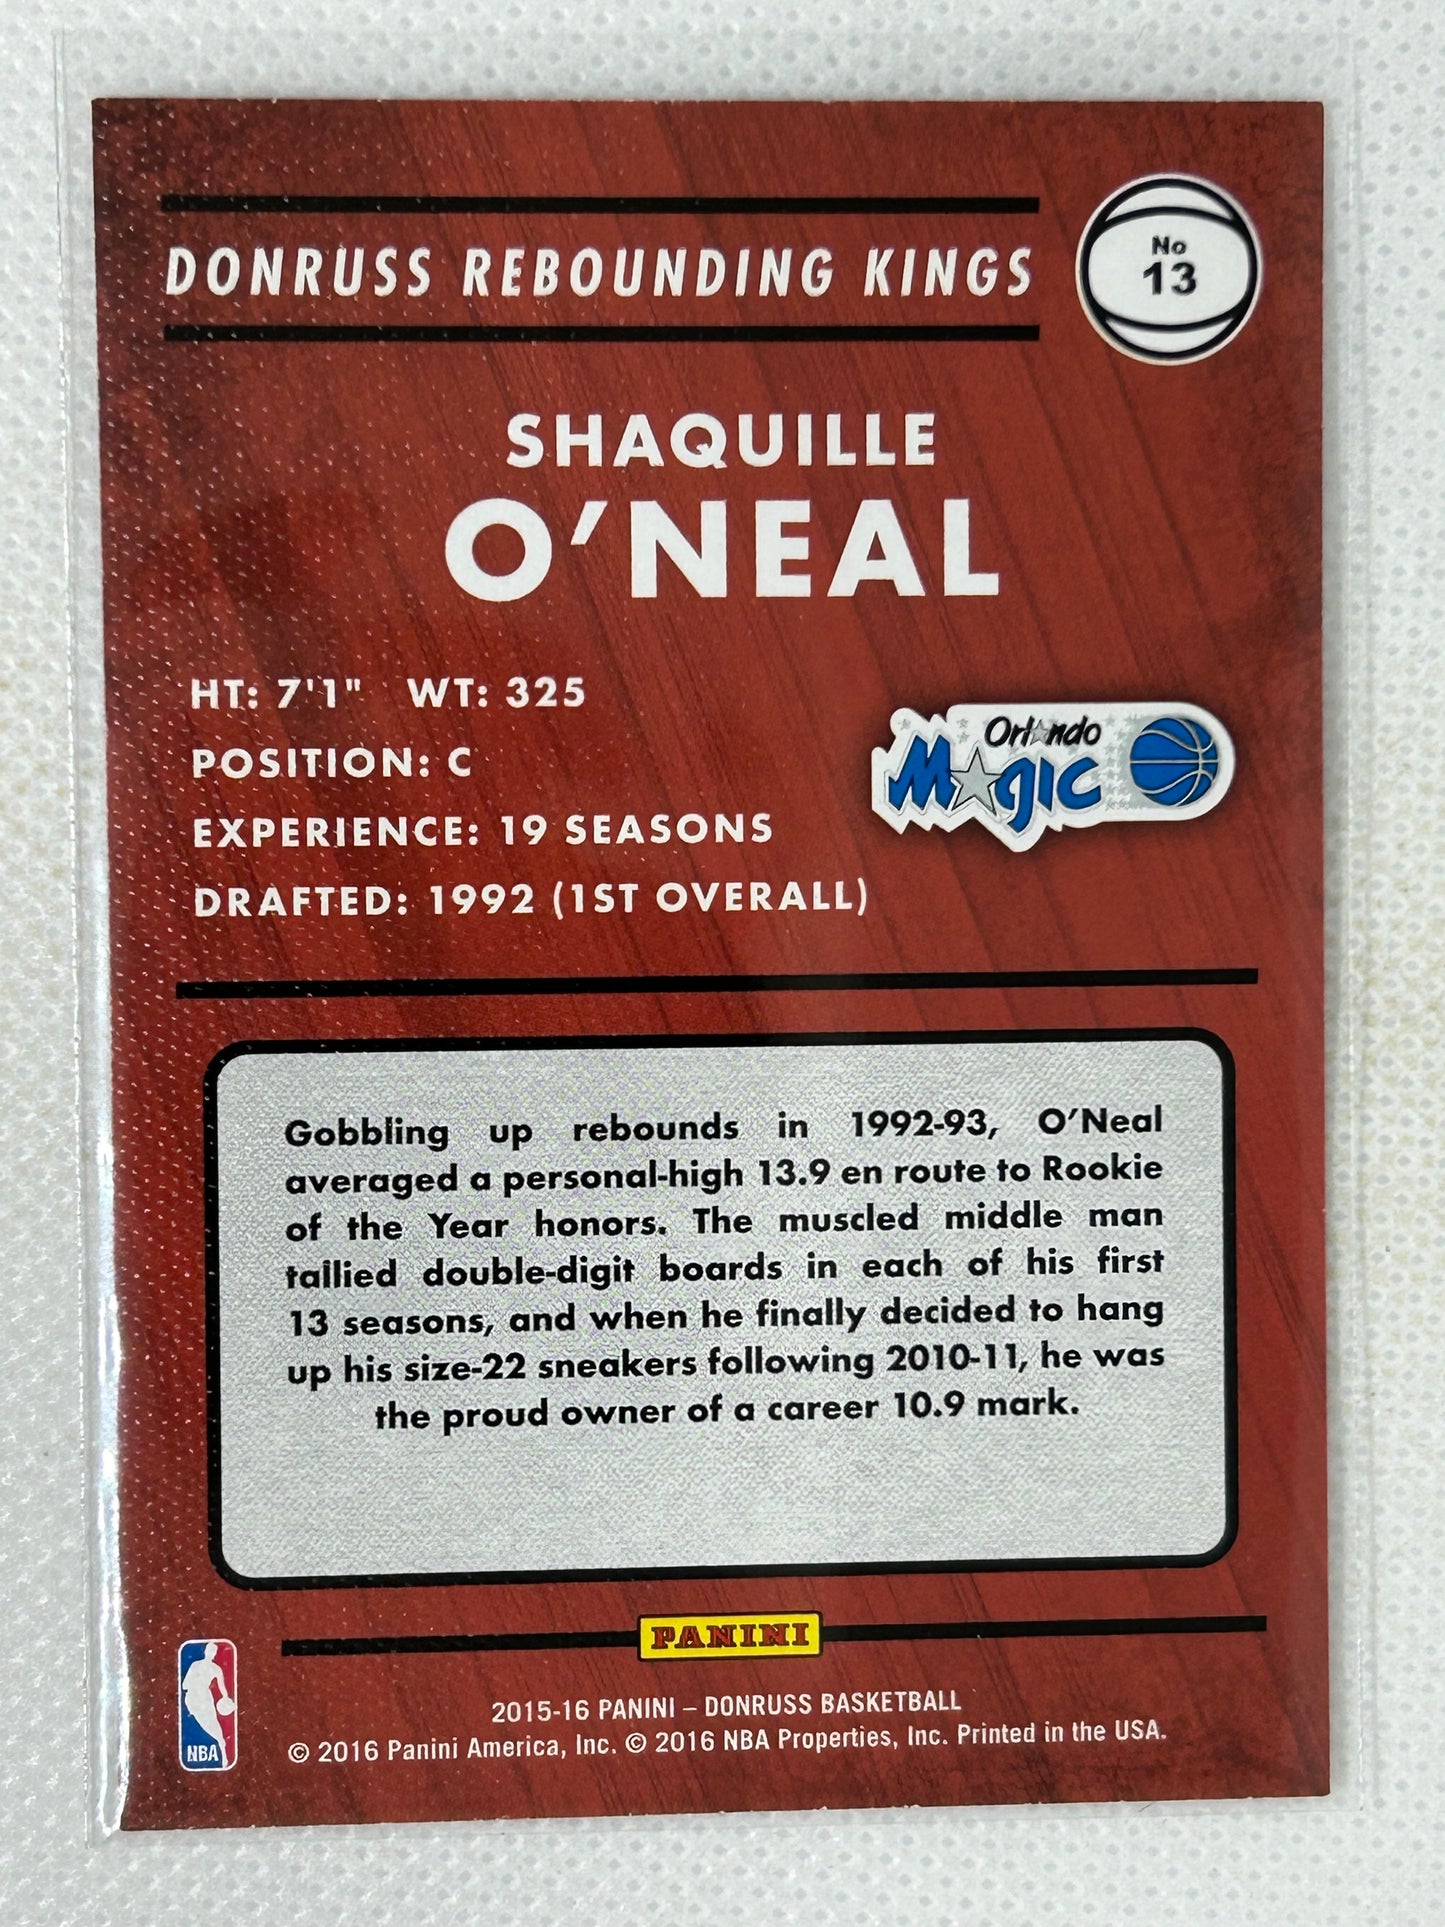 DONRUSS REBOUNDING KINGS
No
13
SHAQUILLE
O'NEAL
HT: 7'1" WT: 325
POSITION: C
EXPERIENCE: 19 SEASONS
DRAFTED: 1992 (1ST OVERALL)
Orlando
Magic
Gobbling up rebounds in 1992-93, O'Neal
averaged a personal-high 13.9 en route to Rookie
of the Year honors. The muscled middle man
tallied double-digit boards in each of his first
13 seasons, and when he finally decided to hang
up his size-22 sneakers following 2010-11, he was
the proud owner of a career 10.9 mark.
PANINI
NBA
2015-16 PANINI – DONRUSS BASKETBALL
© 2016 Panini America, Inc. © 2016 NBA Properties, Inc. Printed in the USA.